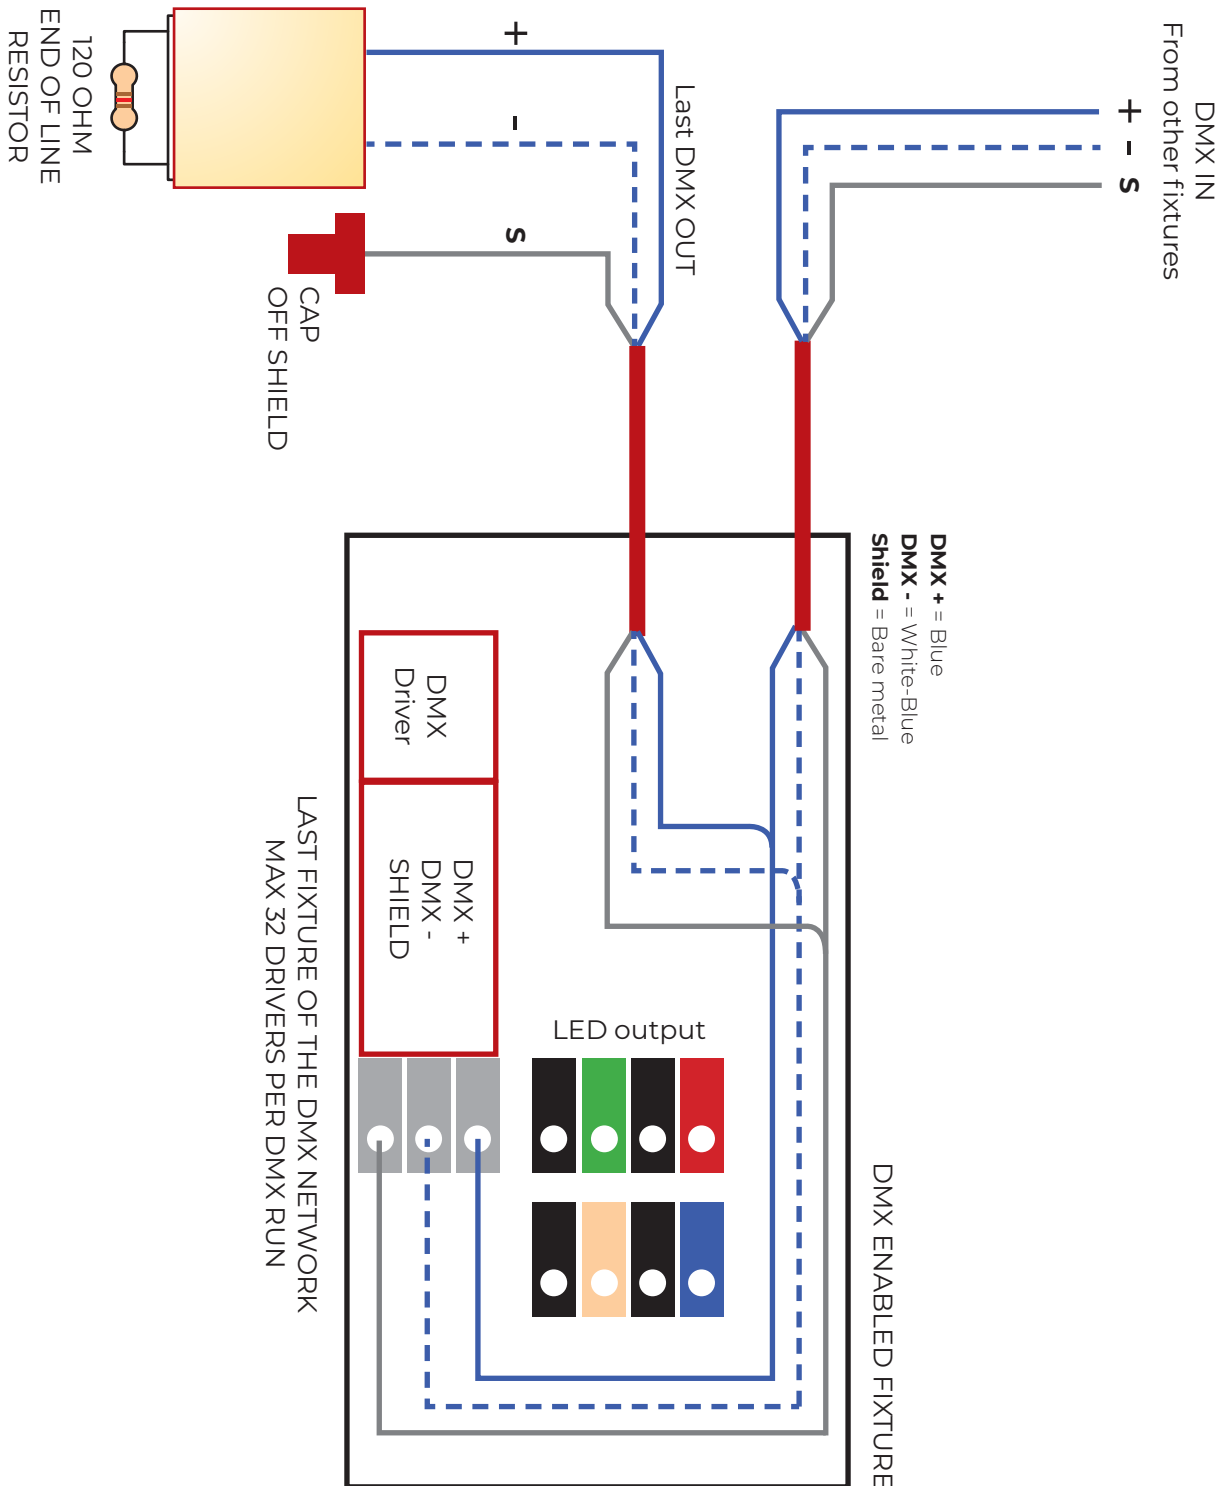 DMX IN
From other fixtures
+
-
S
Last DMX OUT
+
-
S
120 OHM
END OF LINE
RESISTOR
CAP
OFF SHIELD
DMX + = Blue
DMX - = White-Blue
Shield = Bare metal
DMX
Driver
DMX +
DMX -
SHIELD
LED output
LAST FIXTURE OF THE DMX NETWORK
MAX 32 DRIVERS PER DMX RUN
DMX ENABLED FIXTURE